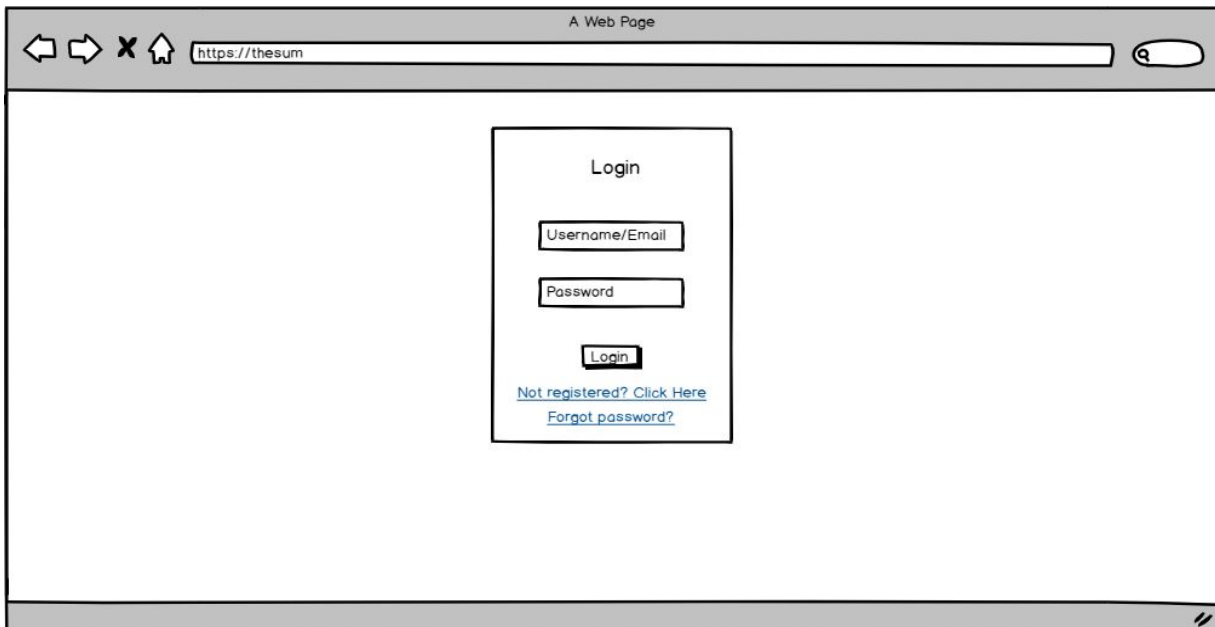 A Web Page
https://thesum
Login
Username/Email
Password
Login
Not registered? Click Here
Forgot password?